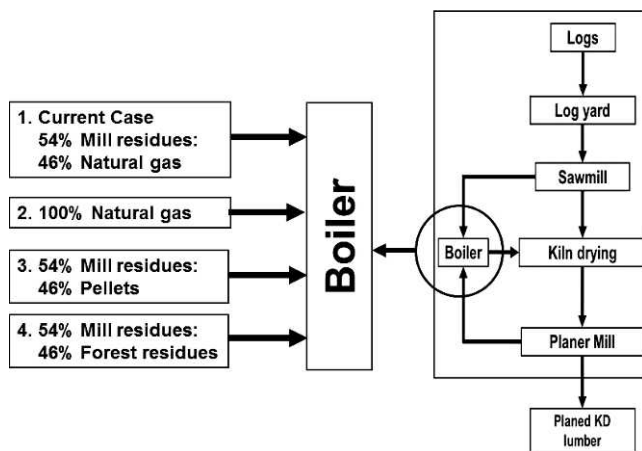 1. Current Case
54% Mill residues:
46% Natural gas
2. 100% Natural gas
3. 54% Mill residues:
46% Pellets
4. 54% Mill residues:
46% Forest residues
Boiler
Logs
Log yard
Sawmill
Boiler
Kiln drying
Planer Mill
Planed KD
lumber